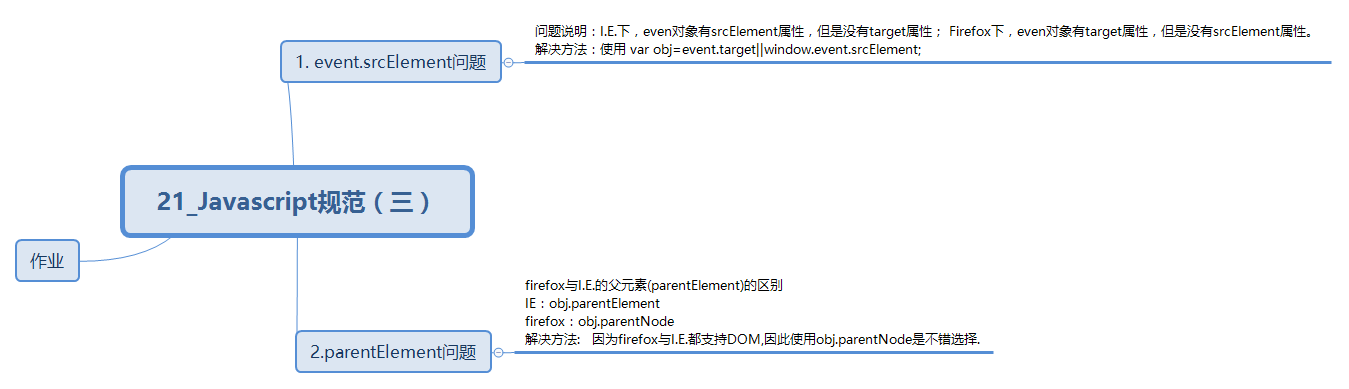 问题说明：I.E.下，even对象有srcElement属性，但是没有target属性； Firefox下，even对象有target属性，但是没有srcElement属性。
解决方法：使用 var obj=event.target||window.event.srcElement;
1. event.srcElement问题
21_Javascript规范（三）
作业
firefox与I.E.的父元素(parentElement)的区别
IE：obj.parentElement
firefox：obj.parentNode
解决方法:   因为firefox与I.E.都支持DOM,因此使用obj.parentNode是不错选择.
2.parentElement问题